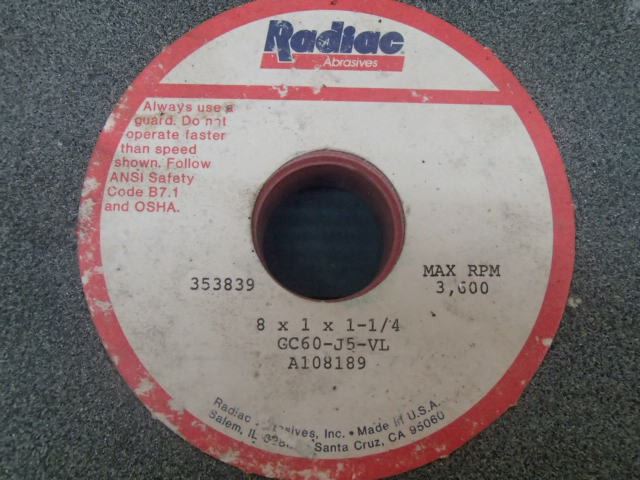 Radiac
Abrasives
Always use a
guard. Do not
operate faster
than speed
shown. Follow
ANSI Safety
Code B7.1
and OSHA.
353839
MAX RPM
3,600
8 x 1 x 1-1/4
GC60-J5-VL
A108189
Radiac Abrasives, Inc. • Made in U.S.A.
Salem, IL Santa Cruz, CA 95060